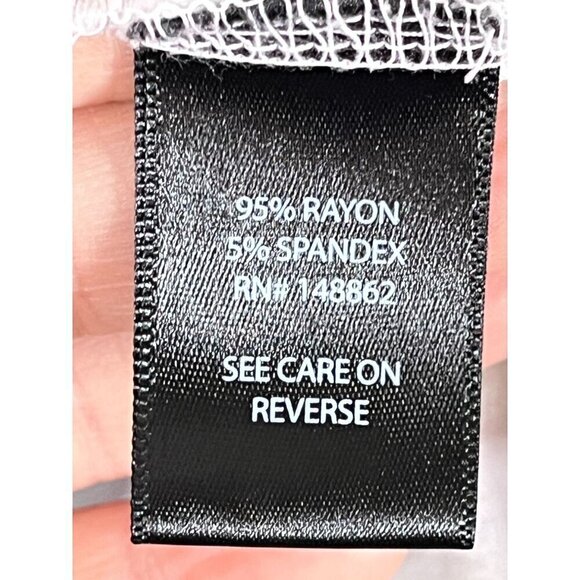 95% RAYON
5% SPANDEX
RN# 148862
SEE CARE ON
REVERSE